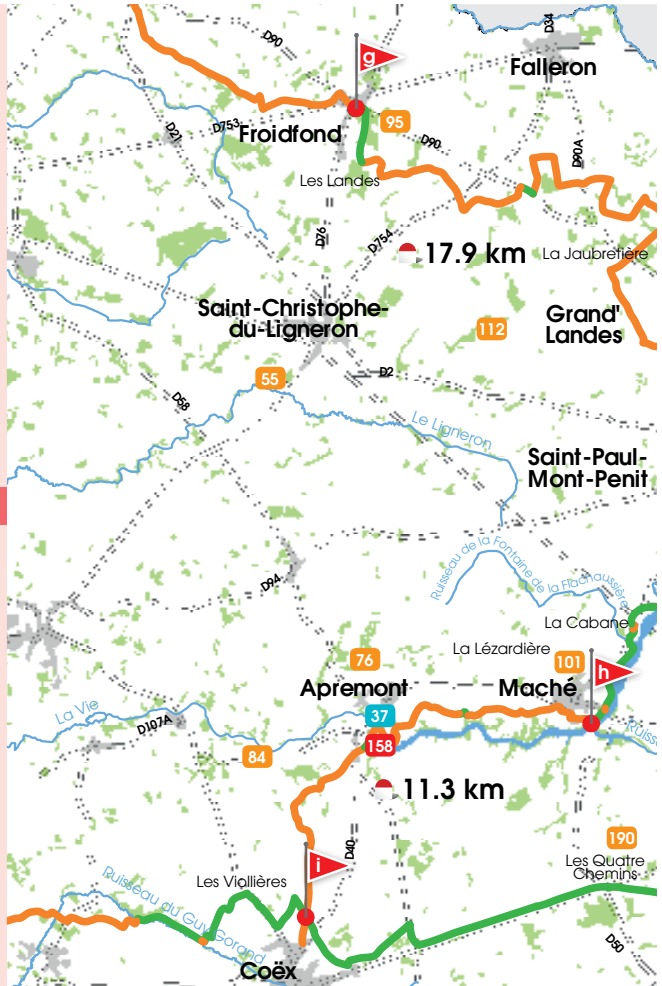 D34
D90
g
Falleron
95
D753
D21
Froidfond
D90
D90A
Les Landes
D76
D754
17.9 km
La Jaubretière
Saint-Christophe-
du-Ligneron
Grand'
Landes
112
D2
55
D58
Le Ligneron
Saint-Paul-
Mont-Penit
Ruisseau de la Fontaine de la Flachaussière
D94
La Cabane
La Lézardière
76
101
h
Apremont
Maché
La Vie
37
D107A
158
84
11.3 km
190
D40
i
Les Quatre
Chemins
Les Viallières
Ruisseau du Guy Gorand
D50
Coëx